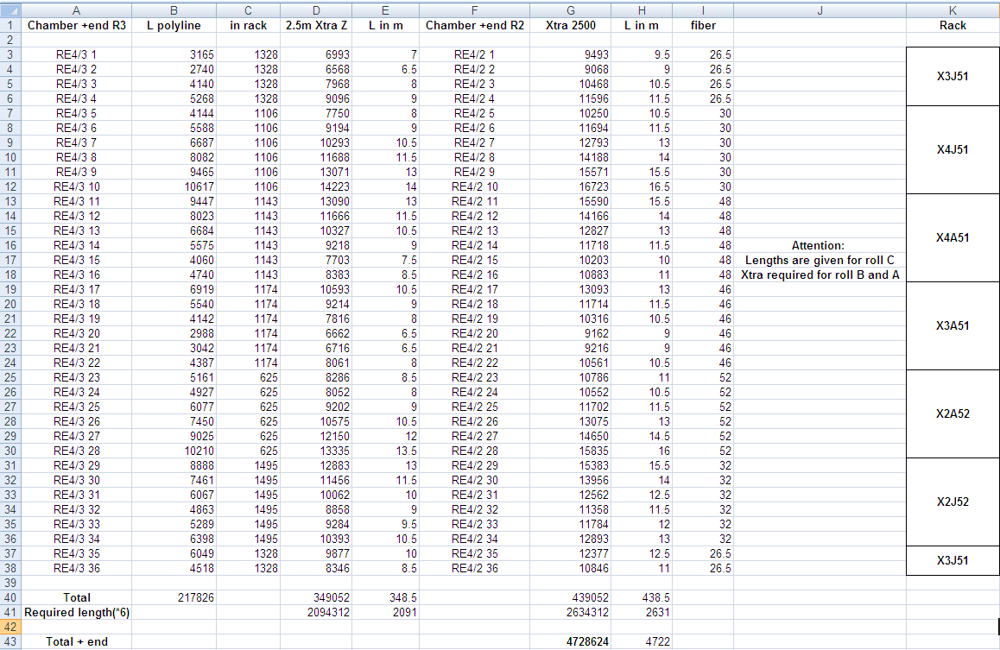 A B C D E F G H I J K
1 Chamber +end R3 L polyline in rack 2.5m Xtra Z L in m Chamber +end R2 Xtra 2500 L in m fiber Rack
2
3 RE4/3 1 3165 1328 6993 7 RE4/2 1 9493 9.5 26.5
4 RE4/3 2 2740 1328 6568 6.5 RE4/2 2 9068 9 26.5 X3J51
5 RE4/3 3 4140 1328 7968 8 RE4/2 3 10468 10.5 26.5
6 RE4/3 4 5268 1328 9096 9 RE4/2 4 11596 11.5 26.5
7 RE4/3 5 4144 1106 7750 8 RE4/2 5 10250 10.5 30
8 RE4/3 6 5588 1106 9194 9 RE4/2 6 11694 11.5 30
9 RE4/3 7 6687 1106 10293 10.5 RE4/2 7 12793 13 30 X4J51
10 RE4/3 8 8082 1106 11688 11.5 RE4/2 8 14188 14 30
11 RE4/3 9 9465 1106 13071 13 RE4/2 9 15571 15.5 30
12 RE4/3 10 10617 1106 14223 14 RE4/2 10 16723 16.5 30
13 RE4/3 11 9447 1143 13090 13 RE4/2 11 15590 15.5 48
14 RE4/3 12 8023 1143 11666 11.5 RE4/2 12 14166 14 48
15 RE4/3 13 6684 1143 10327 10.5 RE4/2 13 12827 13 48 X4A51
16 RE4/3 14 5575 1143 9218 9 RE4/2 14 11718 11.5 48 Attention:
17 RE4/3 15 4060 1143 7703 7.5 RE4/2 15 10203 10 48 Lengths are given for roll C
18 RE4/3 16 4740 1143 8383 8.5 RE4/2 16 10883 11 48 Xtra required for roll B and A
19 RE4/3 17 6919 1174 10593 10.5 RE4/2 17 13093 13 46
20 RE4/3 18 5540 1174 9214 9 RE4/2 18 11714 11.5 46
21 RE4/3 19 4142 1174 7816 8 RE4/2 19 10316 10.5 46 X3A51
22 RE4/3 20 2988 1174 6662 6.5 RE4/2 20 9162 9 46
23 RE4/3 21 3042 1174 6716 6.5 RE4/2 21 9216 9 46
24 RE4/3 22 4387 1174 8061 8 RE4/2 22 10561 10.5 46
25 RE4/3 23 5161 625 8286 8.5 RE4/2 23 10786 11 52
26 RE4/3 24 4927 625 8052 8 RE4/2 24 10552 10.5 52
27 RE4/3 25 6077 625 9202 9 RE4/2 25 11702 11.5 52 X2A52
28 RE4/3 26 7450 625 10575 10.5 RE4/2 26 13075 13 52
29 RE4/3 27 9025 625 12150 12 RE4/2 27 14650 14.5 52
30 RE4/3 28 10210 625 13335 13.5 RE4/2 28 15835 16 52
31 RE4/3 29 8888 1495 12883 13 RE4/2 29 15383 15.5 32
32 RE4/3 30 7461 1495 11456 11.5 RE4/2 30 13956 14 32
33 RE4/3 31 6067 1495 10062 10 RE4/2 31 12562 12.5 32 X2J52
34 RE4/3 32 4863 1495 8858 9 RE4/2 32 11358 11.5 32
35 RE4/3 33 5289 1495 9284 9.5 RE4/2 33 11784 12 32
36 RE4/3 34 6398 1495 10393 10.5 RE4/2 34 12893 13 32
37 RE4/3 35 6049 1328 9877 10 RE4/2 35 12377 12.5 26.5 X3J51
38 RE4/3 36 4518 1328 8346 8.5 RE4/2 36 10846 11 26.5
39
40 Total 217826 349052 348.5 439052 438.5
41 Required length(*6) 2094312 2091 2634312 2631
42
43 Total + end 4728624 4722